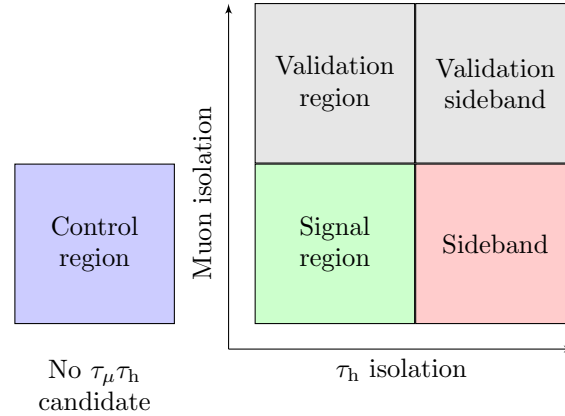 Validation
region
Validation
sideband
Muon isolation
Control
region
Signal
region
Sideband
No τμτh
candidate
τh isolation